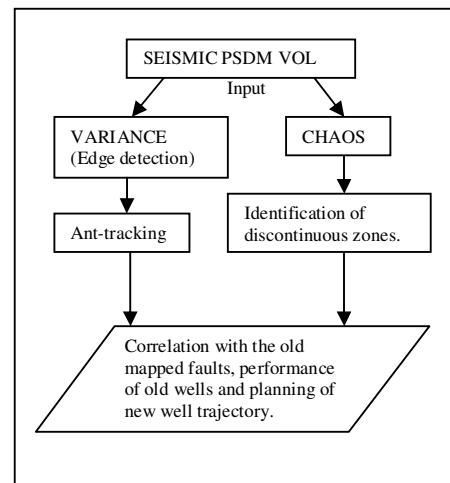 SEISMIC PSDM VOL
Input
VARIANCE
(Edge detection)
CHAOS
Ant-tracking
Identification of
discontinuous zones.
Correlation with the old
mapped faults, performance
of old wells and planning of
new well trajectory.